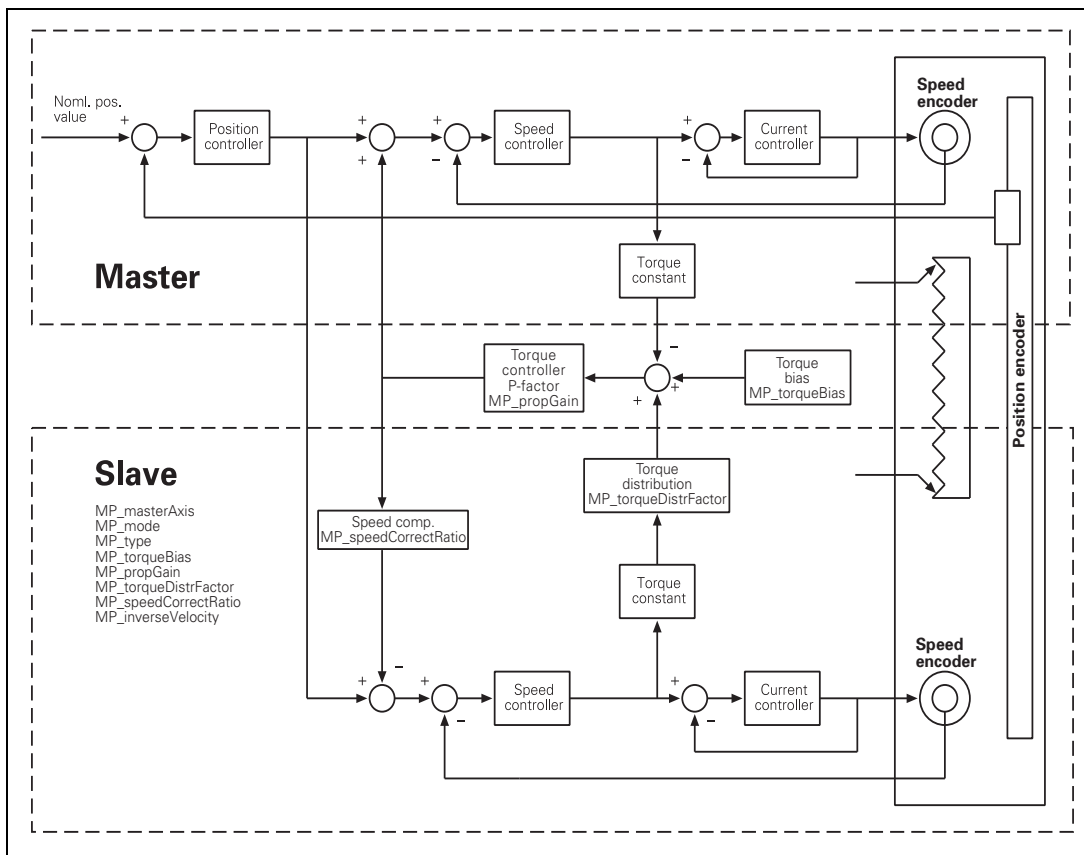 Noml. pos.
value
+
Position
controller
+
+
+
−
Speed
controller
+
−
Current
controller
Speed
encoder
Master
Torque
constant
−
Torque
controller
P-factor
MP_propGain
+
+
Torque
bias
MP_torqueBias
Position encoder
Slave
MP_masterAxis
MP_mode
MP_type
MP_torqueBias
MP_propGain
MP_torqueDistrFactor
MP_speedCorrectRatio
MP_inverseVelocity
Speed comp.
MP_speedCorrectRatio
Torque
distribution
MP_torqueDistrFactor
Torque
constant
Speed
encoder
+
−
+
−
Speed
controller
+
−
Current
controller